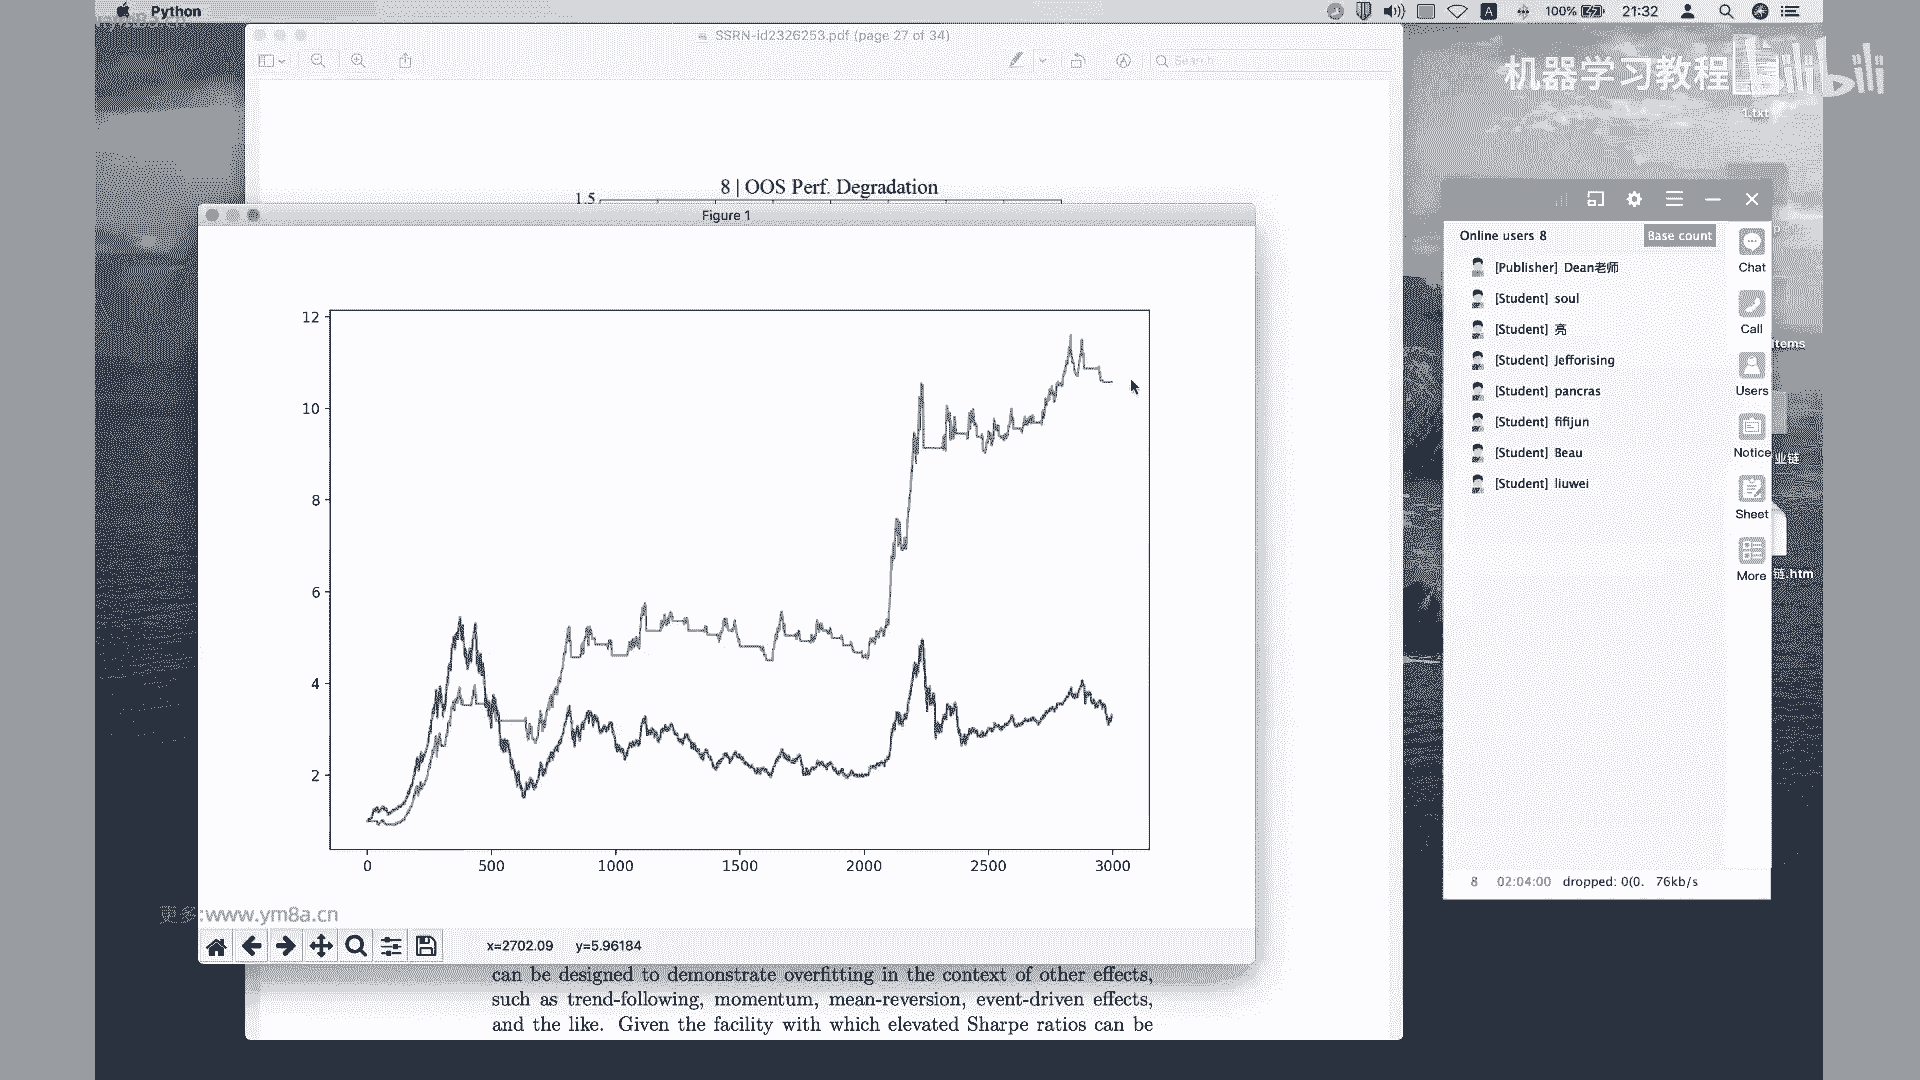 Python
100%
21:32
SSRN-id2326253.pdf (page 27 of 34)
Search
机器学习教程
bilibili
1.txt
8 | OOS Perf. Degradation
1.5
Figure 1
12
10
8
6
4
2
0 500 1000 1500 2000 2500 3000
更多:www.ym8a.cn
x=2702.09 y=5.96184
can be designed to demonstrate overfitting in the context of other effects,
such as trend-following, momentum, mean-reversion, event-driven effects,
and the like. Given the facility with which elevated Sharpe ratios can be
Online users 8
Base count
[Publisher] Dean老师
[Student] soul
[Student] 亮
[Student] Jefforising
[Student] pancras
[Student] fifijun
[Student] Beau
[Student] liuwei
Chat
Call
Users
Notice
Sheet
More
items
业链
链.htm
8 02:04:00 dropped: 0(0. 76kb/s